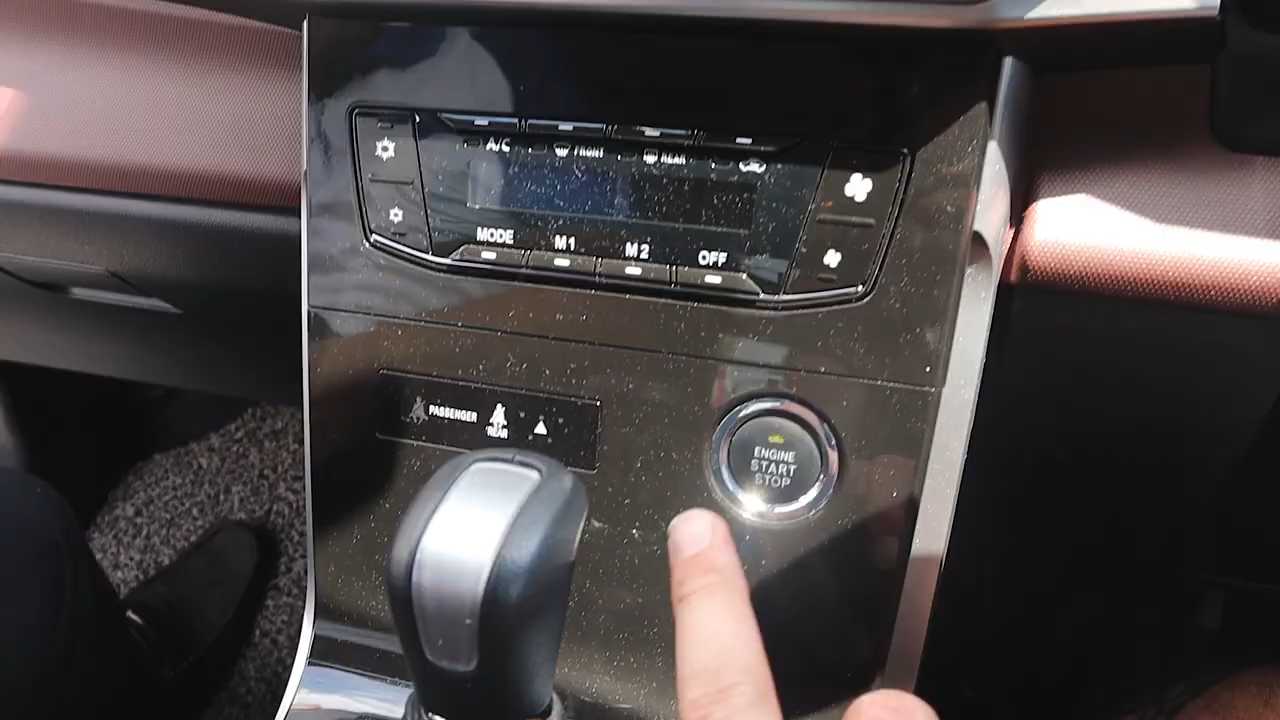 A/C
FRONT
REAR
MODE
M1
M2
OFF
PASSENGER
REAR
ENGINE
START
STOP